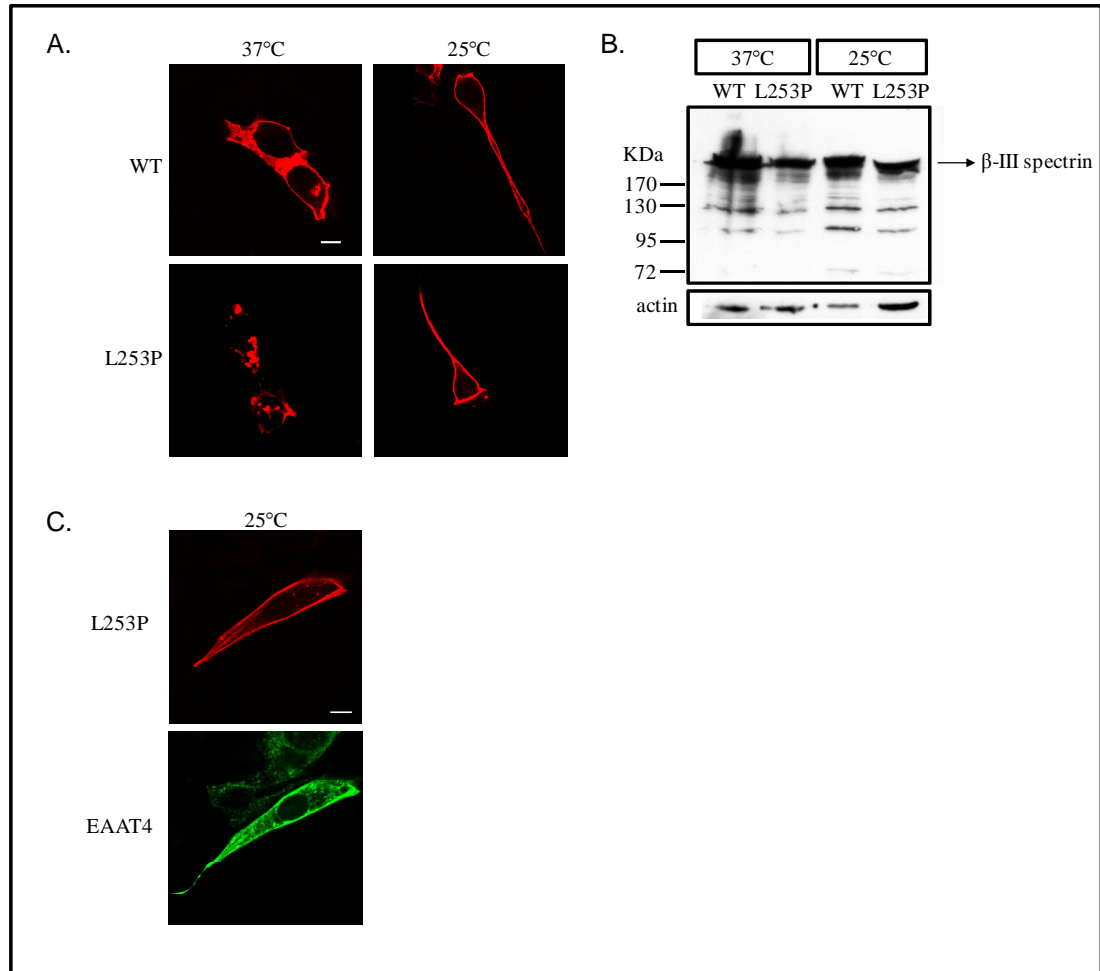 A.
37°C 25°C
WT
L253P
B.
37°C 25°C
WT L253P WT L253P
KDa
170
130
95
72
β-III spectrin
actin
C.
25°C
L253P
EAAT4